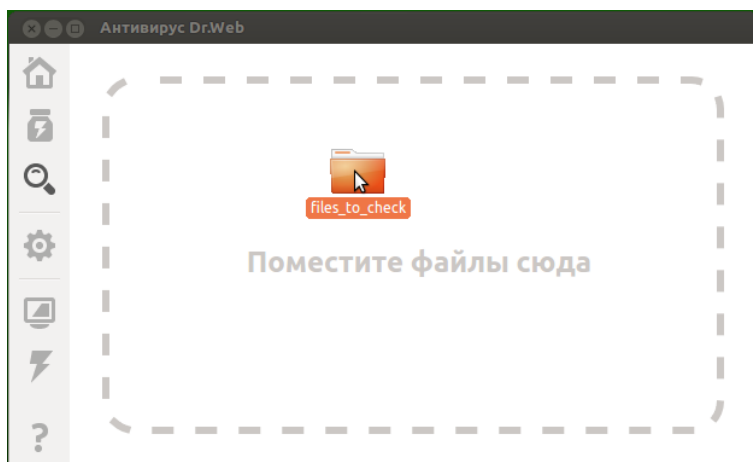 Антивирус Dr.Web
files_to_check
Поместите файлы сюда
?